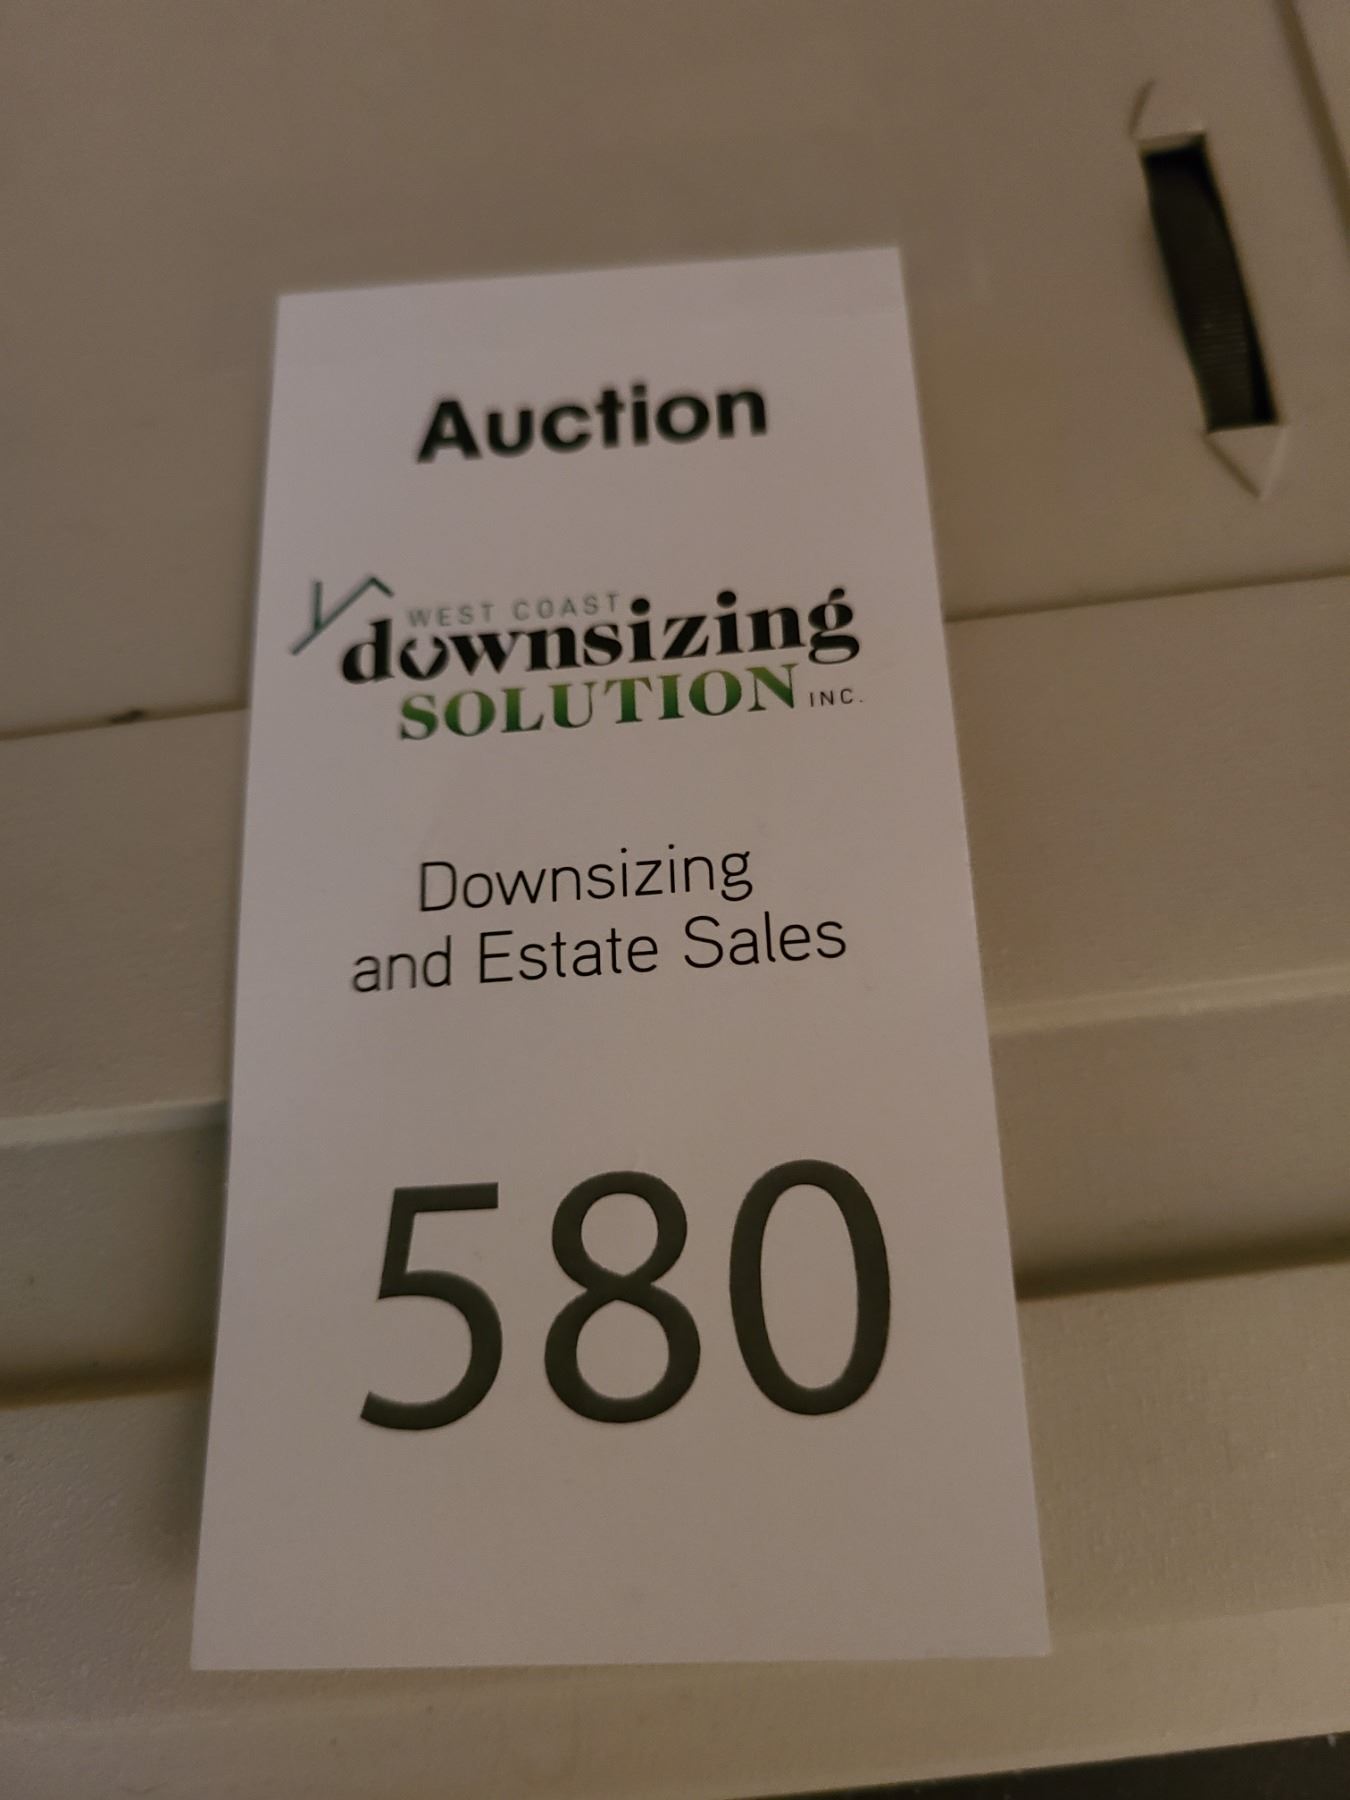 Auction
WEST COAST
downsizing
SOLUTION INC.
Downsizing
and Estate Sales
580